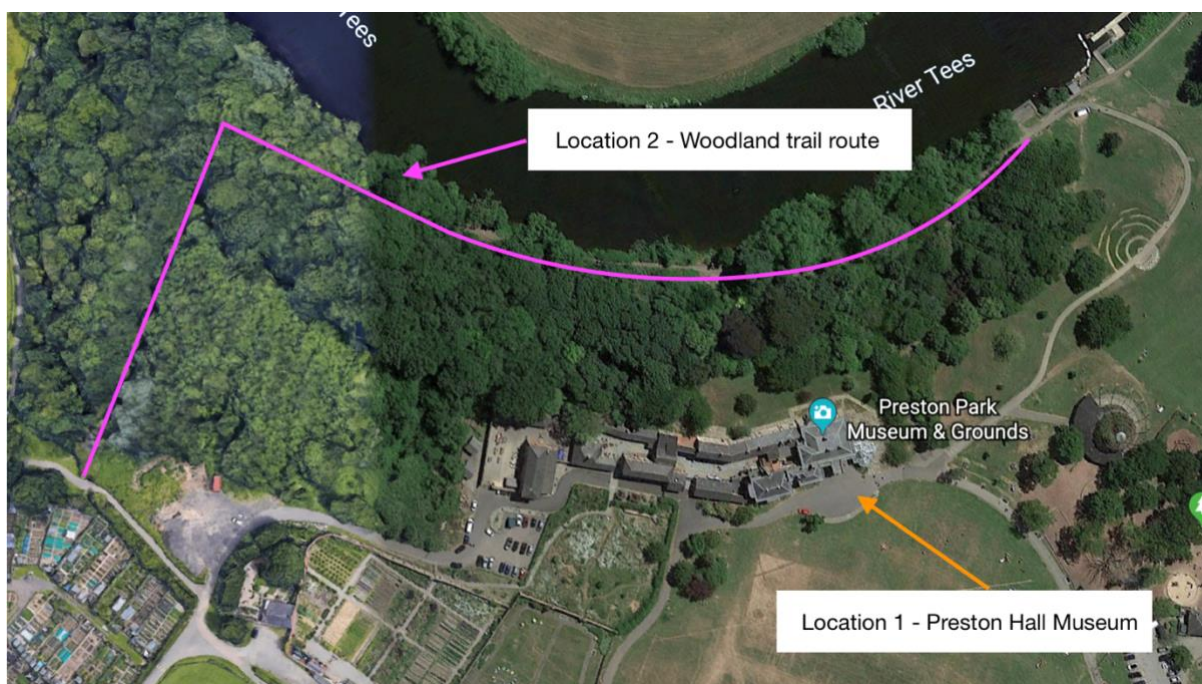 Tees
River Tees
Location 2 - Woodland trail route
Preston Park
Museum & Grounds
Location 1 - Preston Hall Museum